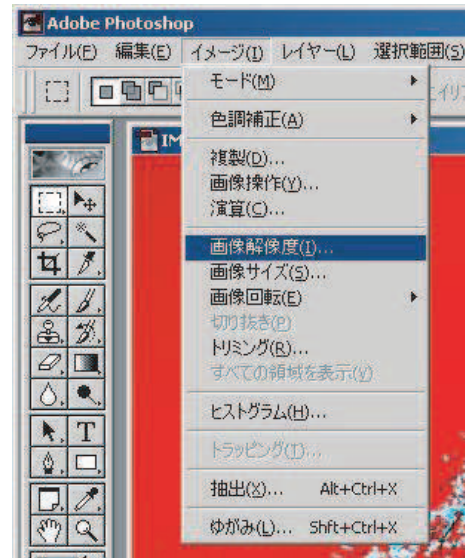 Adobe Photoshop
ファイル(F) 編集(E) イメージ(I) レイヤー(L) 選択範囲(S)
モード(M)
色調補正(A)
IM
複製(D)...
画像操作(Y)...
演算(C)...
画像解像度(I)...
画像サイズ(S)...
画像回転(E)
切り抜き(P)
トリミング(R)...
すべての領域を表示(V)
ヒストグラム(H)...
トラッピング(T)...
抽出(X)... Alt+Ctrl+X
ゆがみ(L)... Shft+Ctrl+X
T